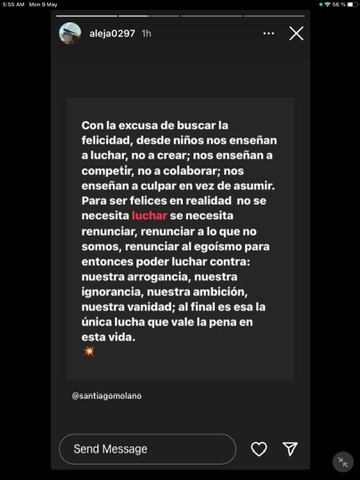 5:55 AM Mon 9 May
56 %
aleja0297 1h
Con la excusa de buscar la
felicidad, desde niños nos enseñan
a luchar, no a crear; nos enseñan a
competir, no a colaborar; nos
enseñan a culpar en vez de asumir.
Para ser felices en realidad no se
necesita luchar se necesita
renunciar, renunciar a lo que no
somos, renunciar al egoísmo para
entonces poder luchar contra:
nuestra arrogancia, nuestra
ignorancia, nuestra ambición,
nuestra vanidad; al final es esa la
única lucha que vale la pena en
esta vida.
@santiagomolano
Send Message